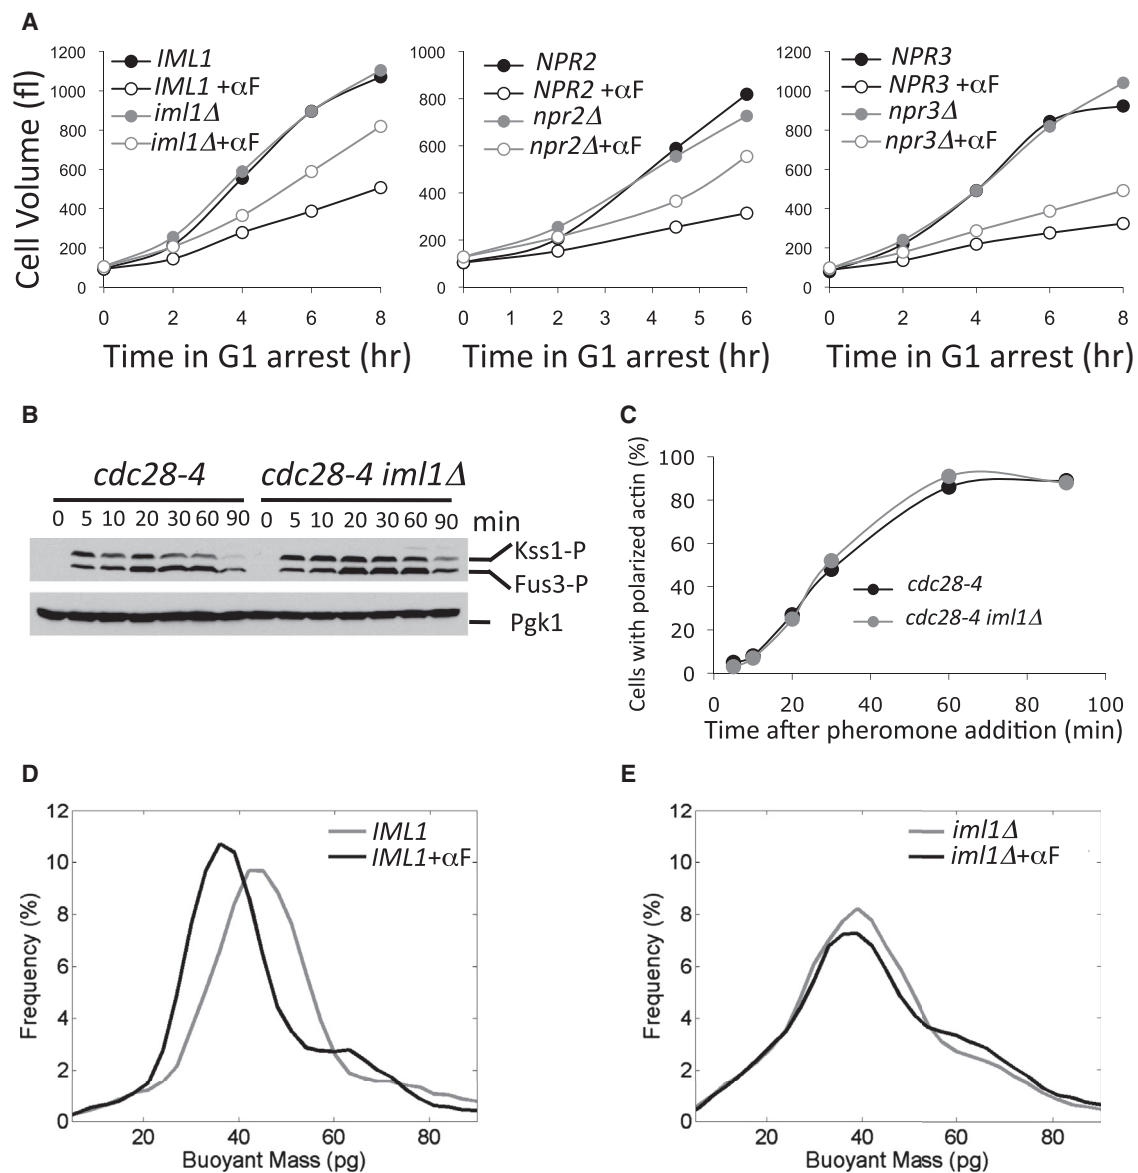 A
Cell Volume (fl)
1200
1000
800
600
400
200
0
IML1
IML1 +αF
iml1Δ
iml1Δ+αF
0 2 4 6 8
Time in G1 arrest (hr)
1000
800
600
400
200
0
NPR2
NPR2 +αF
npr2Δ
npr2Δ+αF
0 1 2 3 4 5 6
Time in G1 arrest (hr)
1200
1000
800
600
400
200
0
NPR3
NPR3 +αF
npr3Δ
npr3Δ+αF
0 2 4 6 8
Time in G1 arrest (hr)
B
cdc28-4 cdc28-4 iml1Δ
0 5 10 20 30 60 90 0 5 10 20 30 60 90 min
Kss1-P
Fus3-P
Pgk1
C
Cells with polarized actin (%)
100
80
60
40
20
0
cdc28-4
cdc28-4 iml1Δ
0 20 40 60 80 100
Time after pheromone addition (min)
D
Frequency (%)
12
10
8
6
4
2
0
IML1
IML1+αF
20 40 60 80
Buoyant Mass (pg)
E
Frequency (%)
12
10
8
6
4
2
0
iml1Δ
iml1Δ+αF
20 40 60 80
Buoyant Mass (pg)